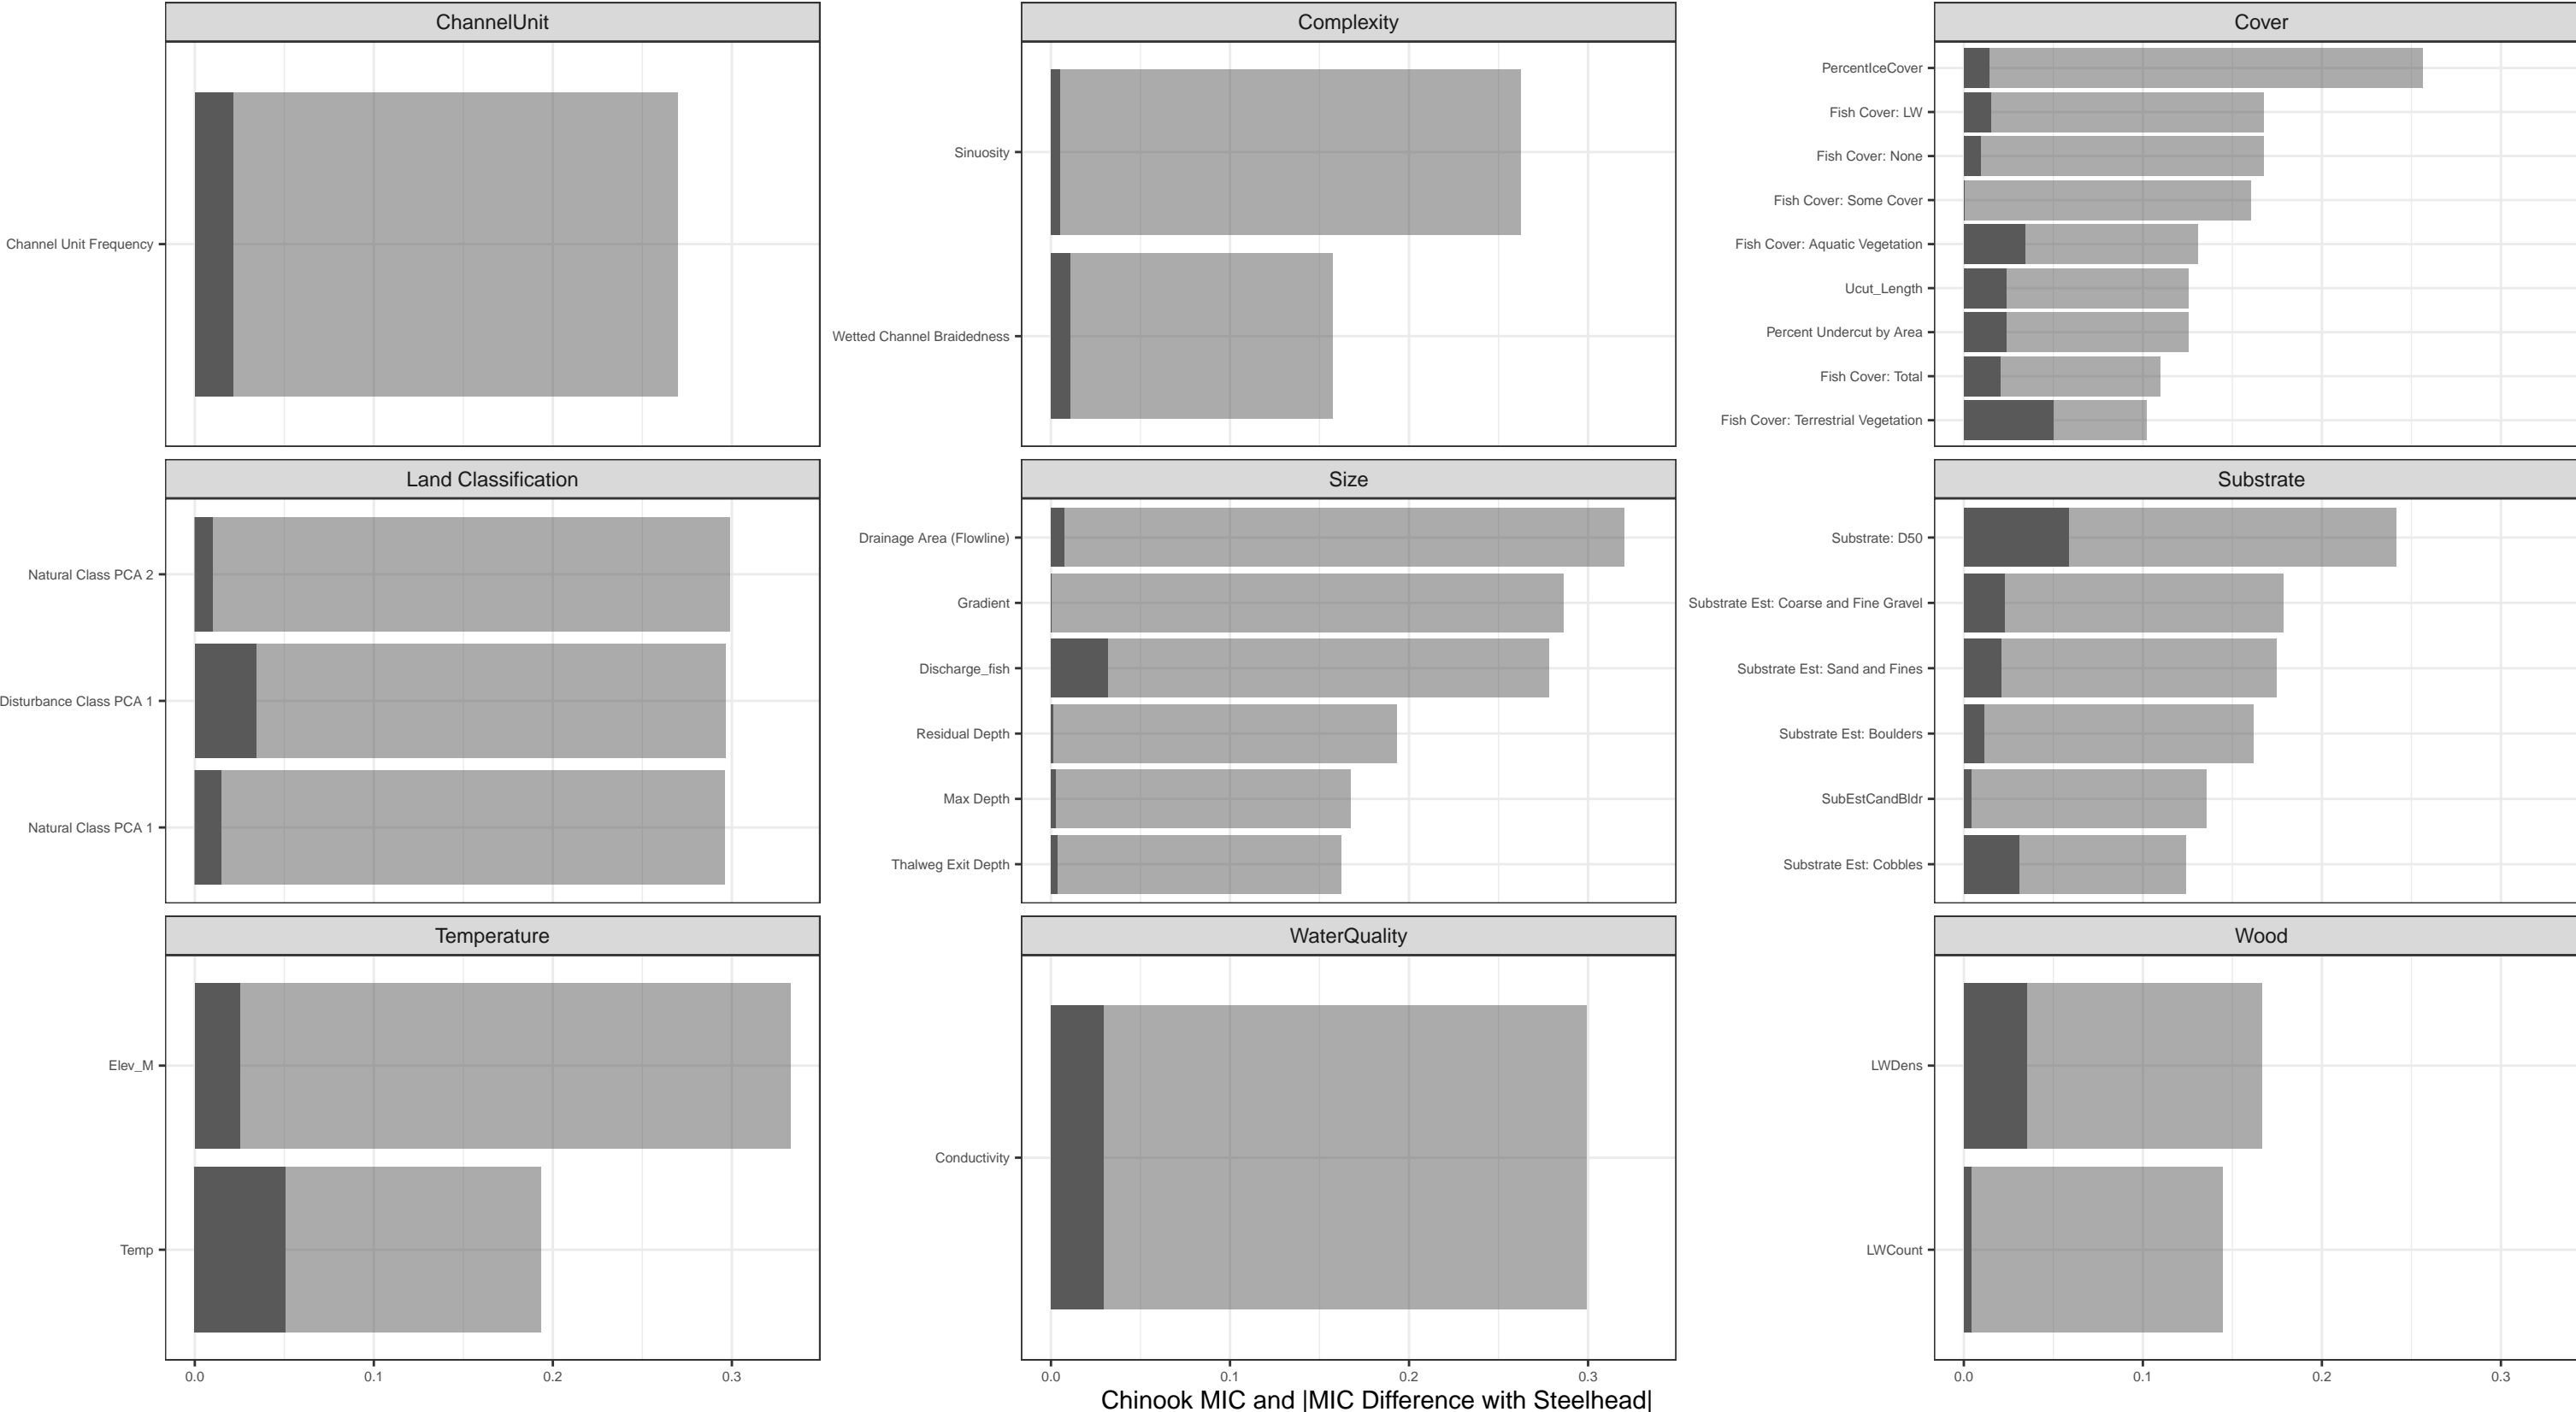 ChannelUnit
Channel Unit Frequency
Complexity
Sinuosity
Wetted Channel Braidedness
Cover
PercentIceCover
Fish Cover: LW
Fish Cover: None
Fish Cover: Some Cover
Fish Cover: Aquatic Vegetation
Ucut_Length
Percent Undercut by Area
Fish Cover: Total
Fish Cover: Terrestrial Vegetation
Land Classification
Natural Class PCA 2
Disturbance Class PCA 1
Natural Class PCA 1
Size
Drainage Area (Flowline)
Gradient
Discharge_fish
Residual Depth
Max Depth
Thalweg Exit Depth
Substrate
Substrate: D50
Substrate Est: Coarse and Fine Gravel
Substrate Est: Sand and Fines
Substrate Est: Boulders
SubEstCandBldr
Substrate Est: Cobbles
Temperature
Elev_M
Temp
0.0 0.1 0.2 0.3
WaterQuality
Conductivity
0.0 0.1 0.2 0.3
Wood
LWDens
LWCount
0.0 0.1 0.2 0.3
Chinook MIC and |MIC Difference with Steelhead|